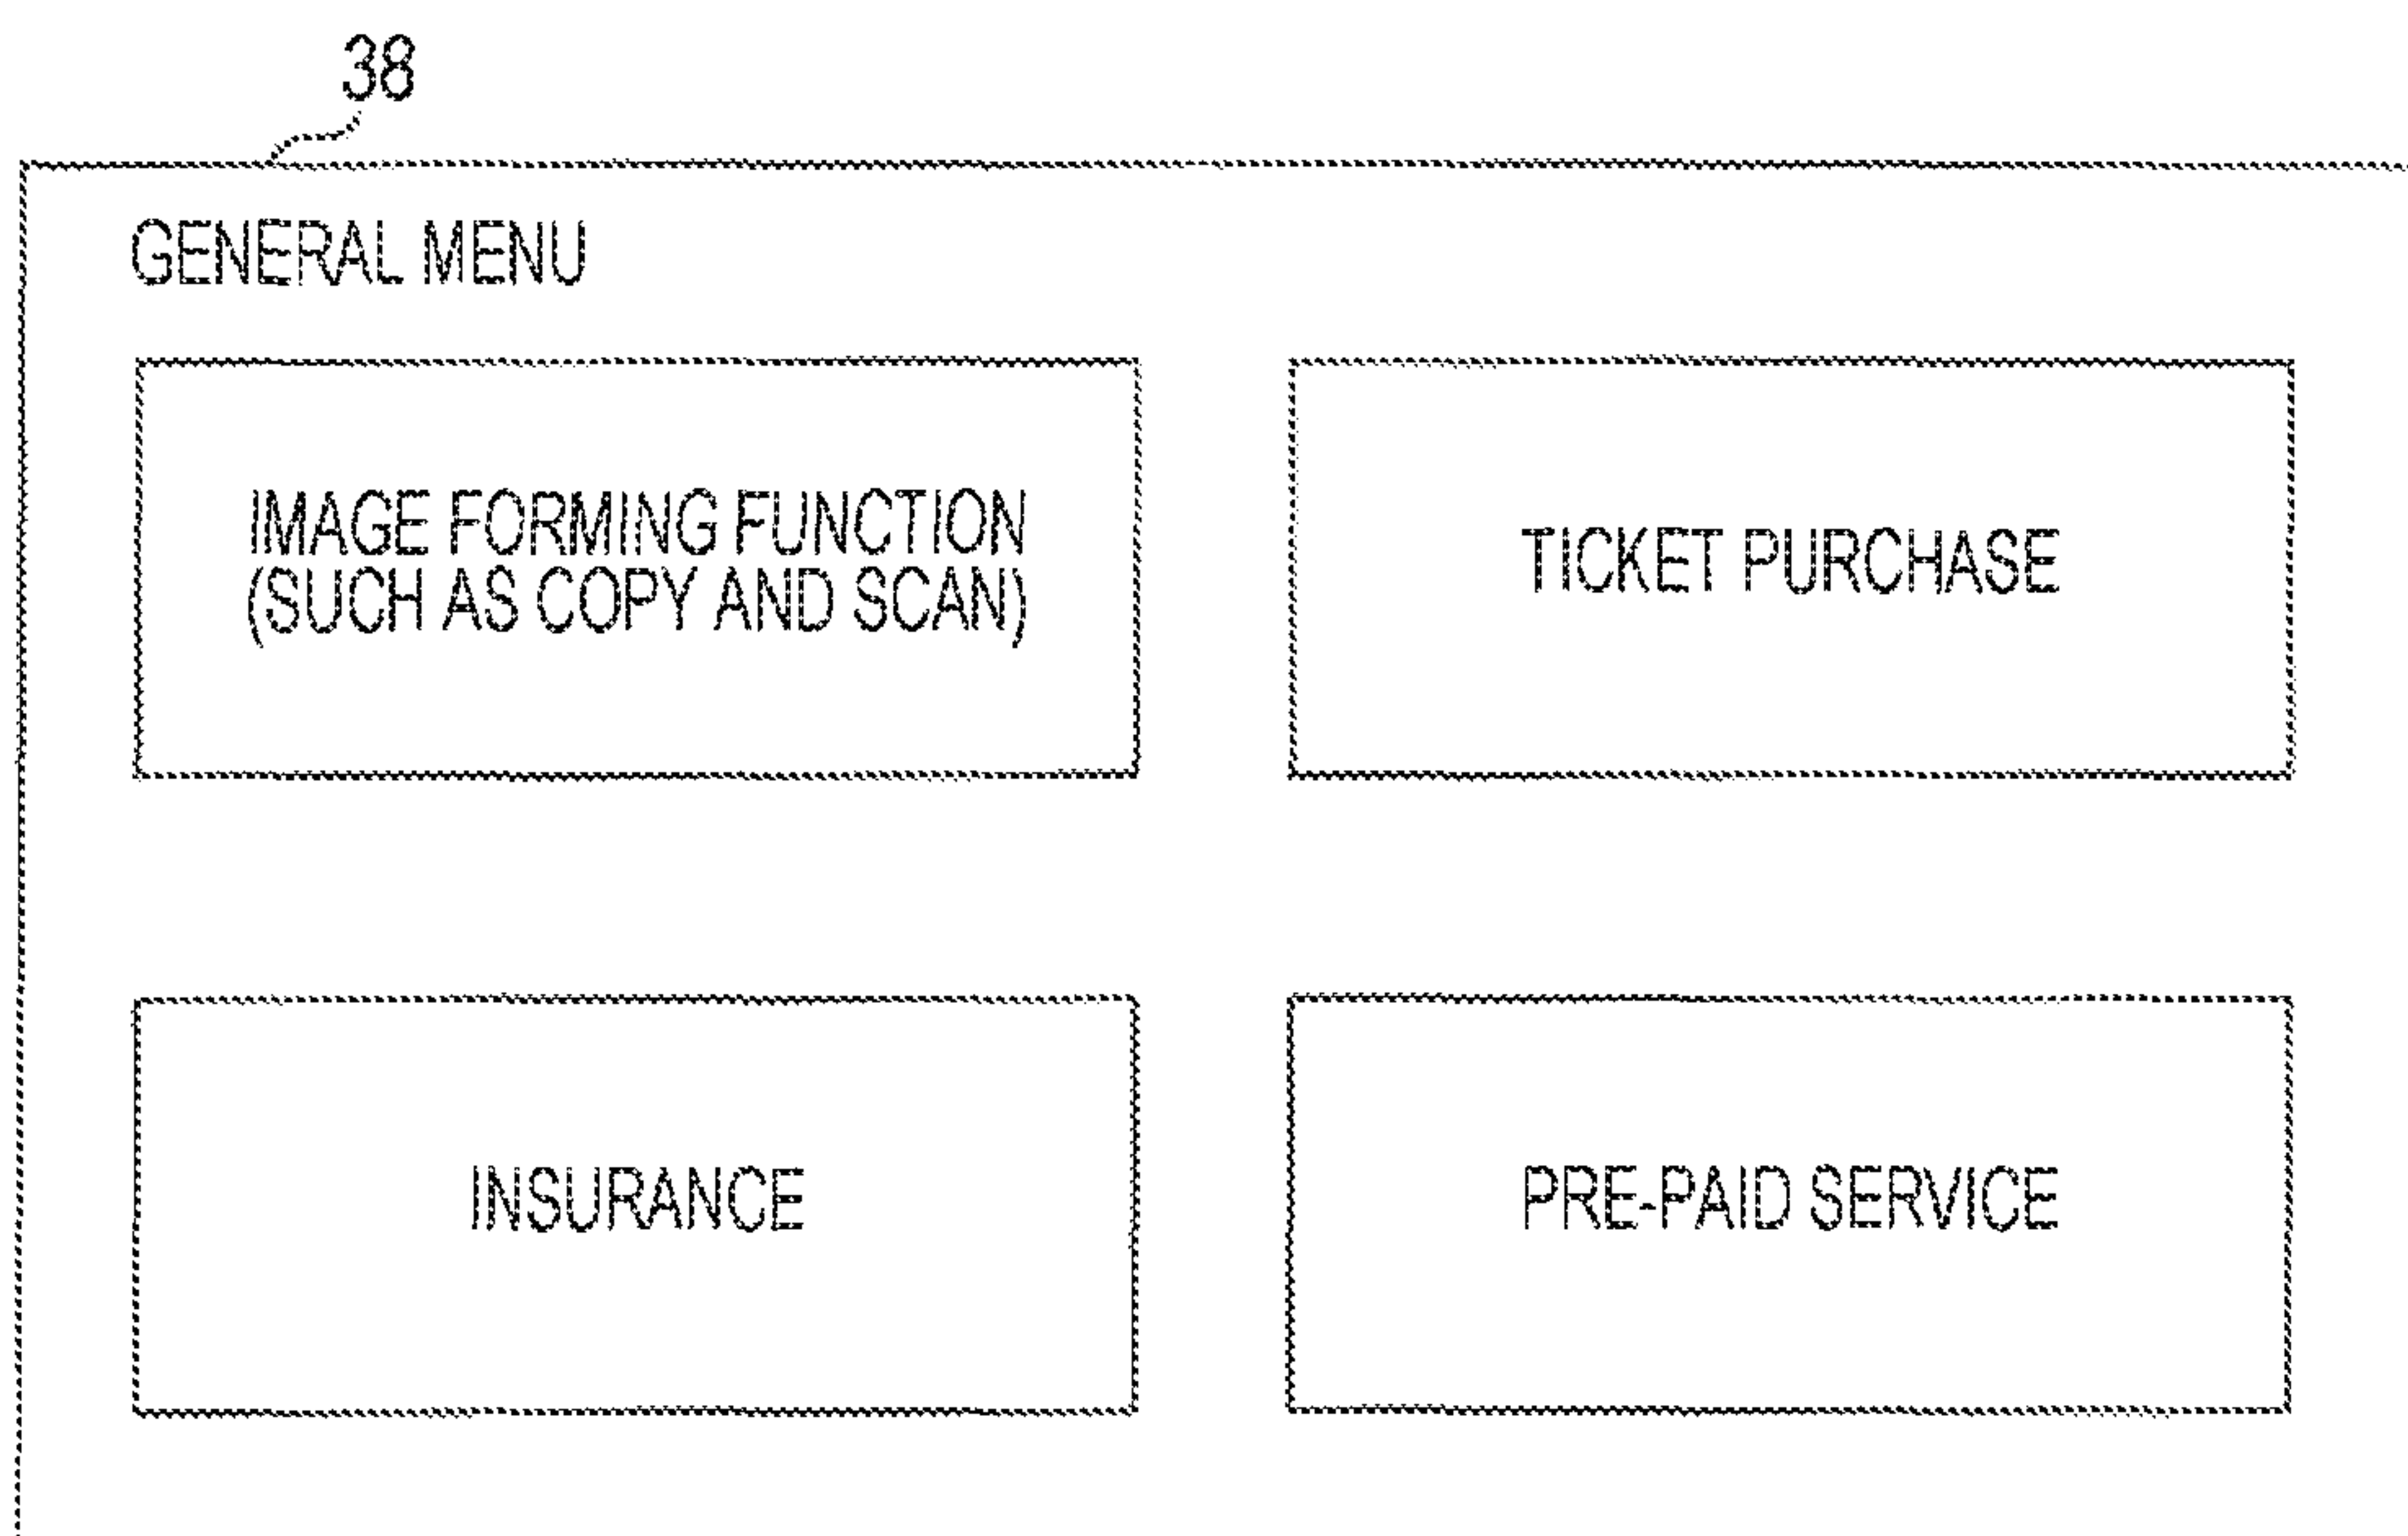 38
GENERAL MENU
IMAGE FORMING FUNCTION
(SUCH AS COPY AND SCAN)
TICKET PURCHASE
INSURANCE
PRE-PAID SERVICE